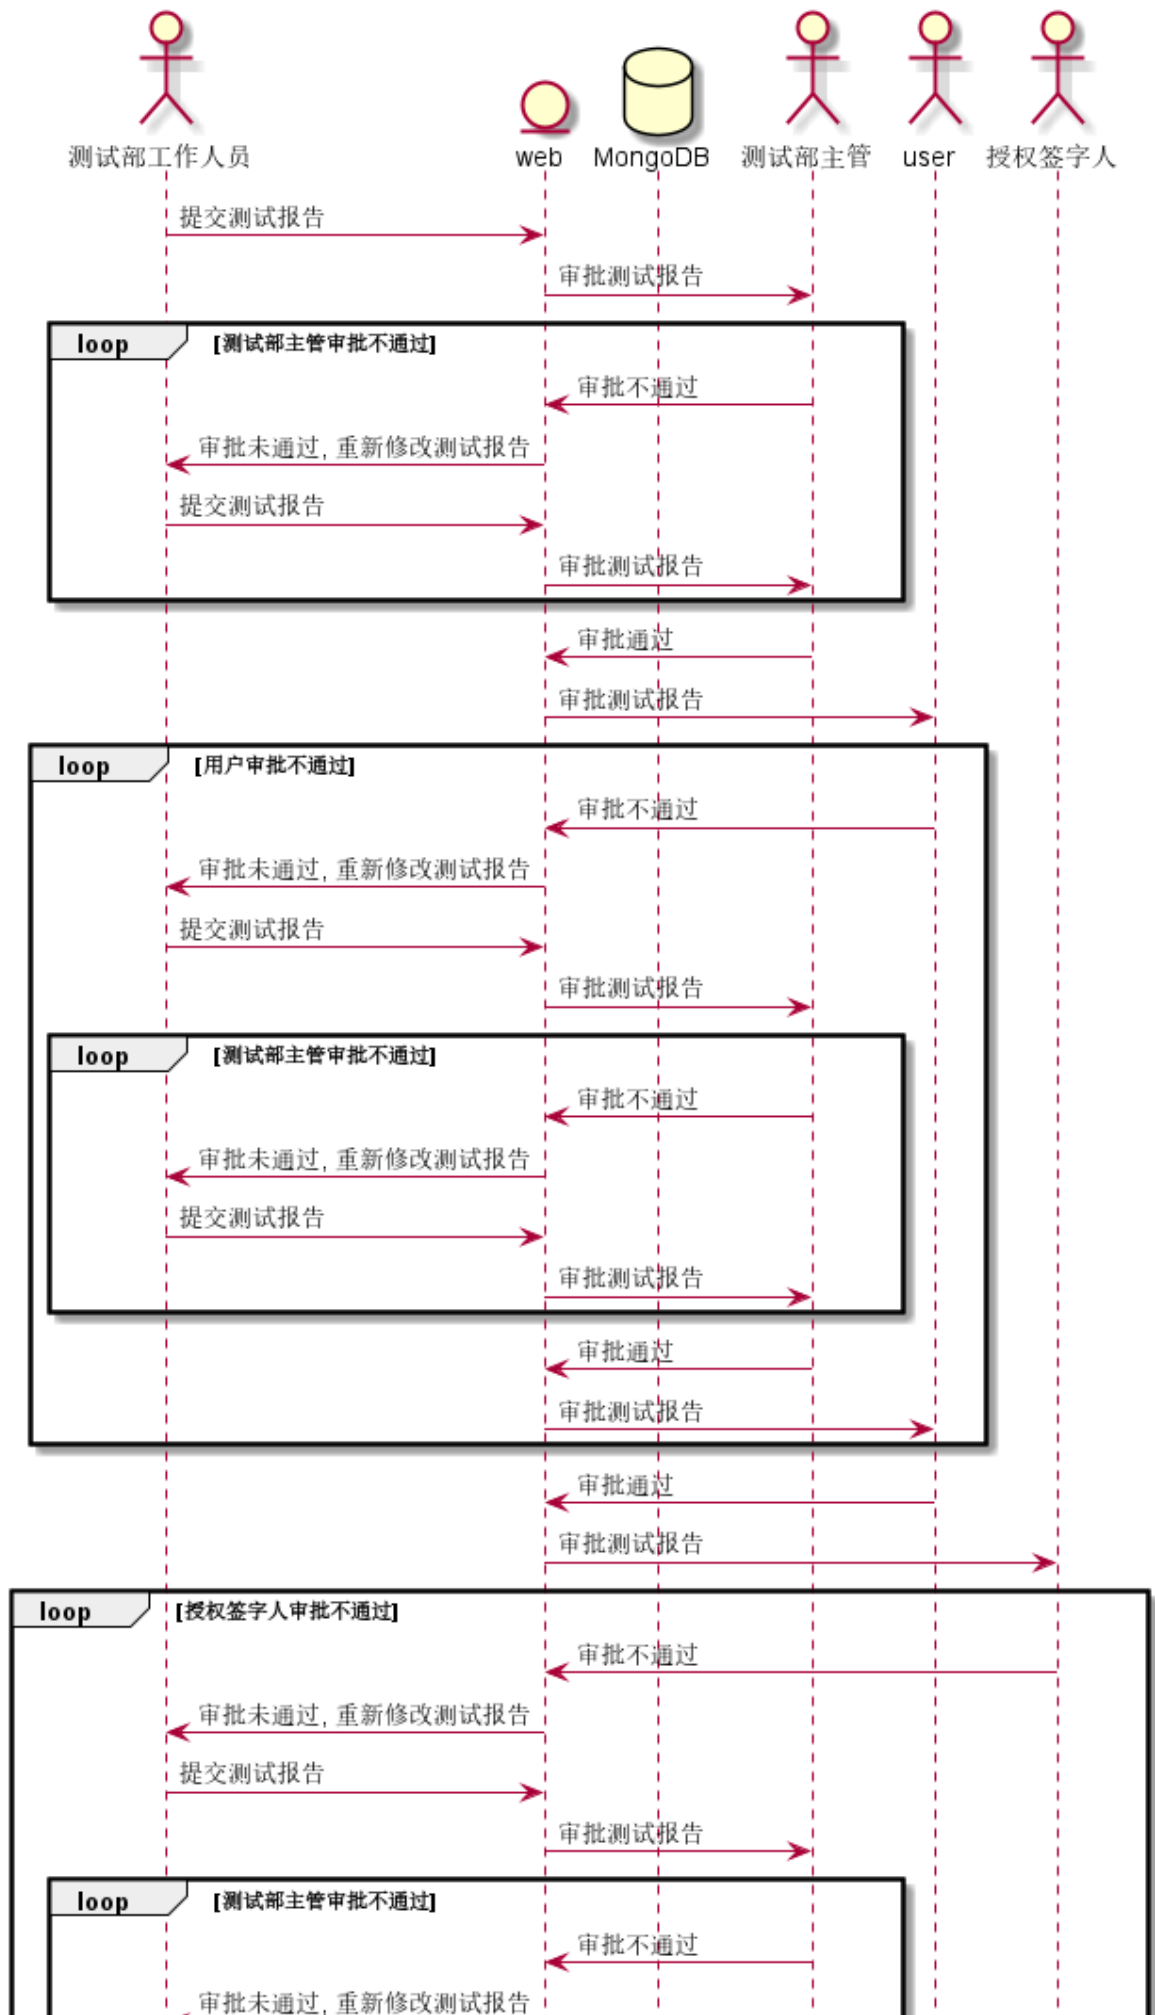 测试部工作人员
web
MongoDB
测试部主管
user
授权签字人
提交测试报告
审批测试报告
loop
[测试部主管审批不通过]
审批不通过
审批未通过, 重新修改测试报告
提交测试报告
审批测试报告
审批通过
审批测试报告
loop
[用户审批不通过]
审批不通过
审批未通过, 重新修改测试报告
提交测试报告
审批测试报告
loop
[测试部主管审批不通过]
审批不通过
审批未通过, 重新修改测试报告
提交测试报告
审批测试报告
审批通过
审批测试报告
审批通过
审批测试报告
loop
[授权签字人审批不通过]
审批不通过
审批未通过, 重新修改测试报告
提交测试报告
审批测试报告
loop
[测试部主管审批不通过]
审批不通过
审批未通过, 重新修改测试报告